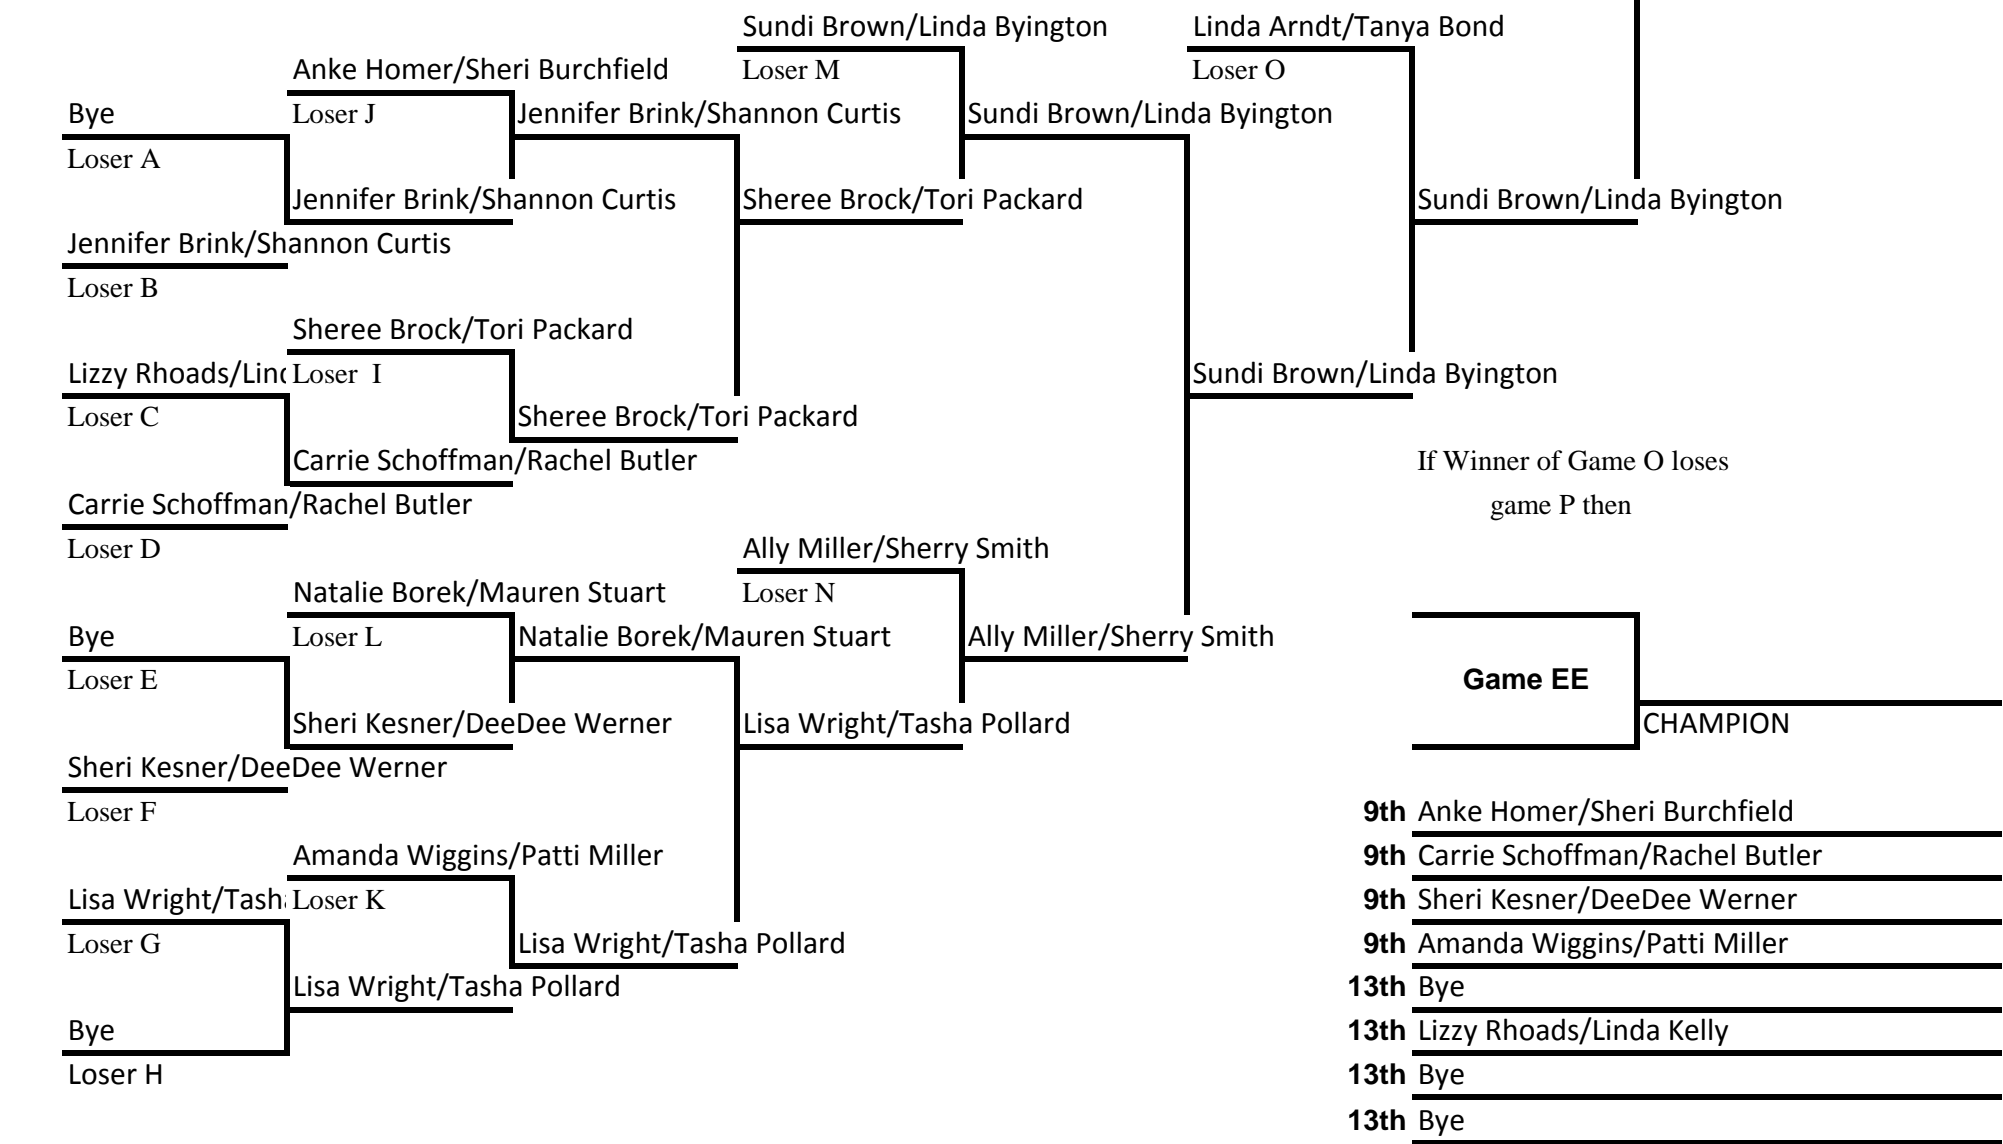 Sundi Brown/Linda Byington
Linda Arndt/Tanya Bond
Anke Homer/Sheri Burchfield
Loser M
Loser O
Bye
Loser J
Jennifer Brink/Shannon Curtis
Sundi Brown/Linda Byington
Loser A
Jennifer Brink/Shannon Curtis
Sheree Brock/Tori Packard
Sundi Brown/Linda Byington
Jennifer Brink/Shannon Curtis
Loser B
Sheree Brock/Tori Packard
Lizzy Rhoads/Lin
Loser I
Sundi Brown/Linda Byington
Loser C
Sheree Brock/Tori Packard
Carrie Schoffman/Rachel Butler
If Winner of Game O loses
Carrie Schoffman/Rachel Butler
game P then
Loser D
Ally Miller/Sherry Smith
Natalie Borek/Mauren Stuart
Loser N
Bye
Loser L
Natalie Borek/Mauren Stuart
Ally Miller/Sherry Smith
Loser E
Game EE
Sheri Kesner/DeeDee Werner
Lisa Wright/Tasha Pollard
CHAMPION
Sheri Kesner/DeeDee Werner
Loser F
9th Anke Homer/Sheri Burchfield
Amanda Wiggins/Patti Miller
9th Carrie Schoffman/Rachel Butler
Lisa Wright/Tash
Loser K
9th Sheri Kesner/DeeDee Werner
Loser G
Lisa Wright/Tasha Pollard
9th Amanda Wiggins/Patti Miller
Lisa Wright/Tasha Pollard
13th Bye
Bye
13th Lizzy Rhoads/Linda Kelly
Loser H
13th Bye
13th Bye